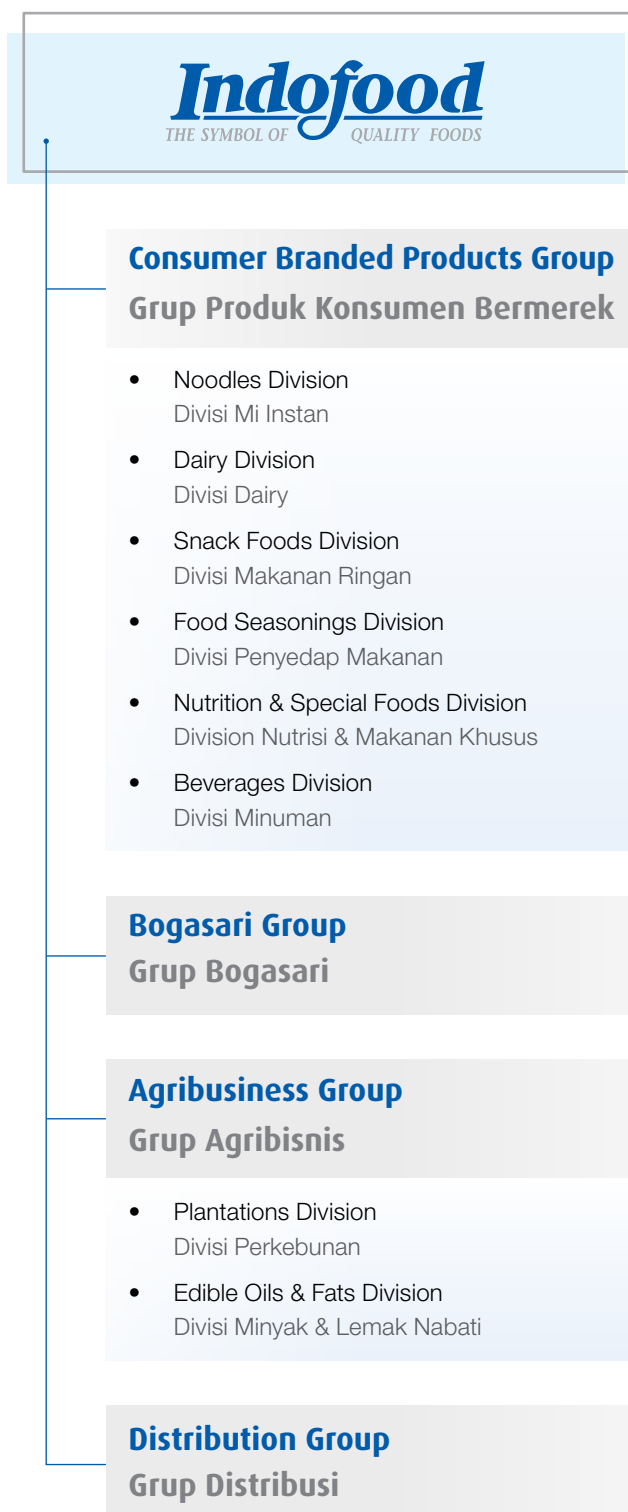 Indofood
THE SYMBOL OF QUALITY FOODS
Consumer Branded Products Group
Grup Produk Konsumen Bermerek
• Noodles Division
Divisi Mi Instan
• Dairy Division
Divisi Dairy
• Snack Foods Division
Divisi Makanan Ringan
• Food Seasonings Division
Divisi Penyedap Makanan
• Nutrition & Special Foods Division
Division Nutrisi & Makanan Khusus
• Beverages Division
Divisi Minuman
Bogasari Group
Grup Bogasari
Agribusiness Group
Grup Agribisnis
• Plantations Division
Divisi Perkebunan
• Edible Oils & Fats Division
Divisi Minyak & Lemak Nabati
Distribution Group
Grup Distribusi